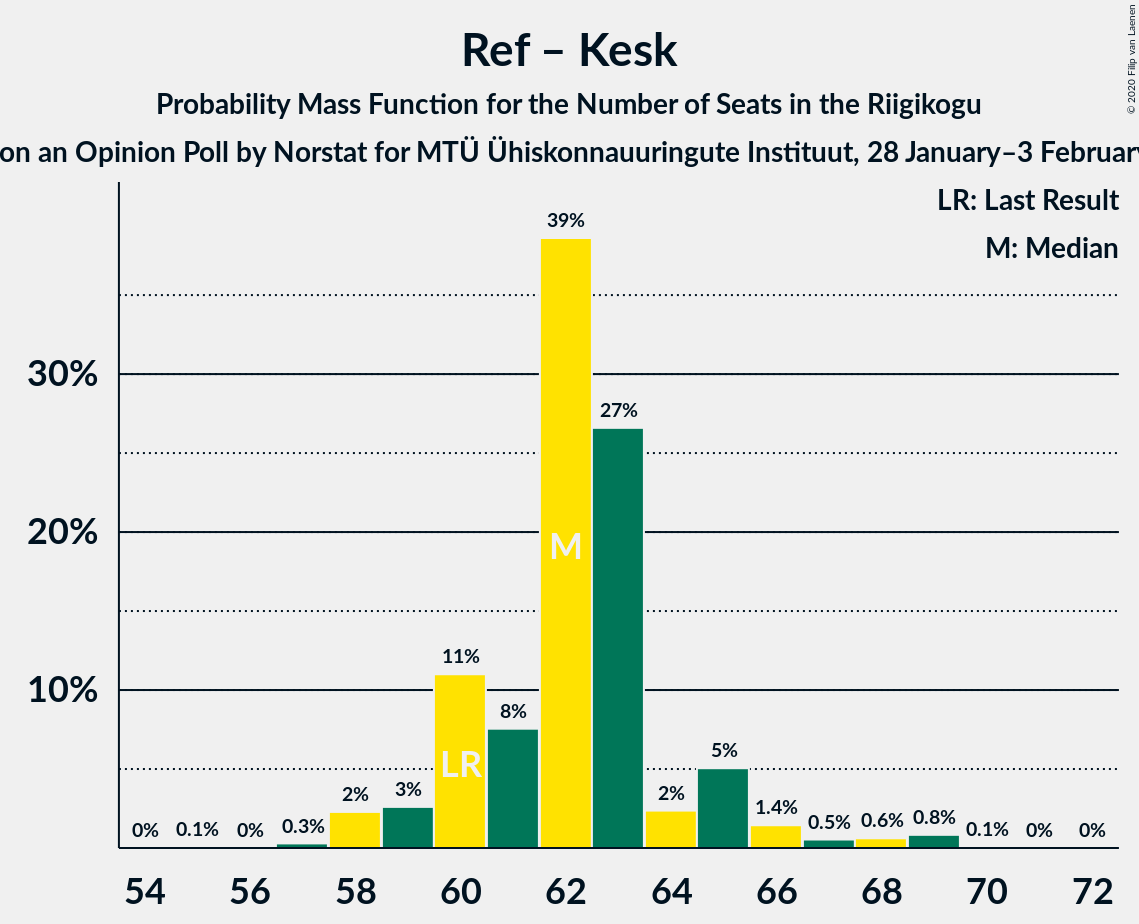 Ref – Kesk
Probability Mass Function for the Number of Seats in the Riigikogu
on an Opinion Poll by Norstat for MTÜ Ühiskonnauuringute Instituut, 28 January–3 February
© 2020 Filip van Laenen
LR: Last Result
M: Median
30%
20%
10%
0% 0.1% 0% 0.3% 2% 3% 11% 8% 39% 27% 2% 5% 1.4% 0.5% 0.6% 0.8% 0.1% 0% 0%
M
LR
54 56 58 60 62 64 66 68 70 72